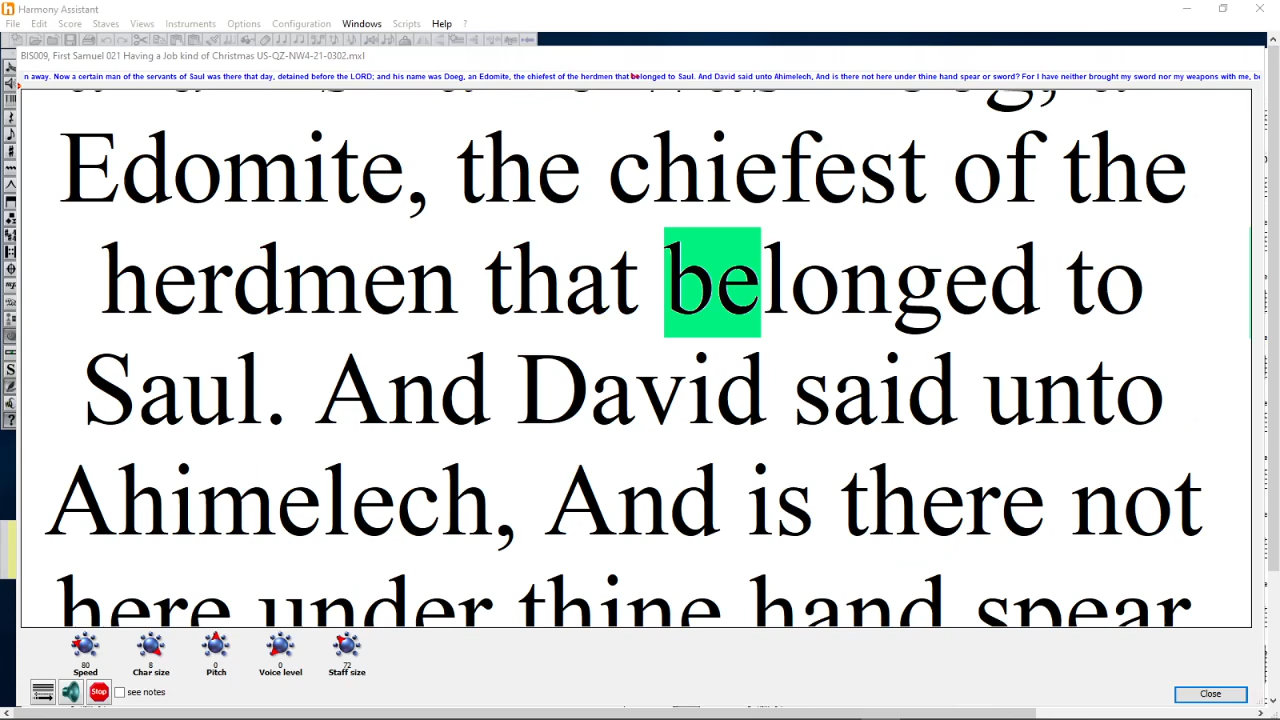 Harmony Assistant
File Edit Score Staves Views Instruments Options Configuration Windows Scripts Help ?
BIS009, First Samuel 021 Having a Job kind of Christmas US-QZ-NW4-21-0302.mxl
n away. Now a certain man of the servants of Saul was there that day, detained before the LORD; and his name was Doeg, an Edomite, the chiefest of the herdmen that belonged to Saul. And David said unto Ahimelech, And is there not here under thine hand spear or sword? For I have neither brought my sword nor my weapons with me, be
Edomite, the chiefest of the
herdmen that belonged to
Saul. And David said unto
Ahimelech, And is there not
here under thine hand spear
80 8 0 0 72
Speed Char size Pitch Voice level Staff size
Stop see notes
Close